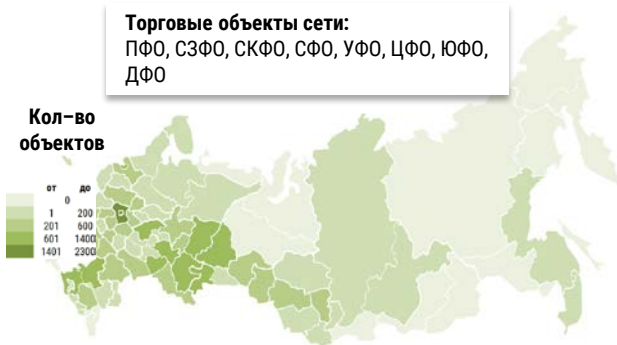 Торговые объекты сети:
ПФО, СЗФО, СКФО, СФО, УФО, ЦФО, ЮФО,
ДФО
Кол-во
объектов
от до
0
1 200
201 600
601 1400
1401 2300